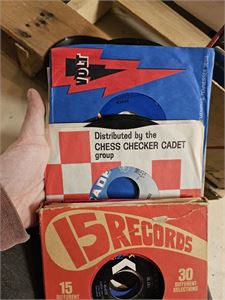 VOLT
Distributed by the
CHESS CHECKER CADET
group
15 RECORDS
15
DIFFERENT
30
DIFFERENT
SELECTIONS